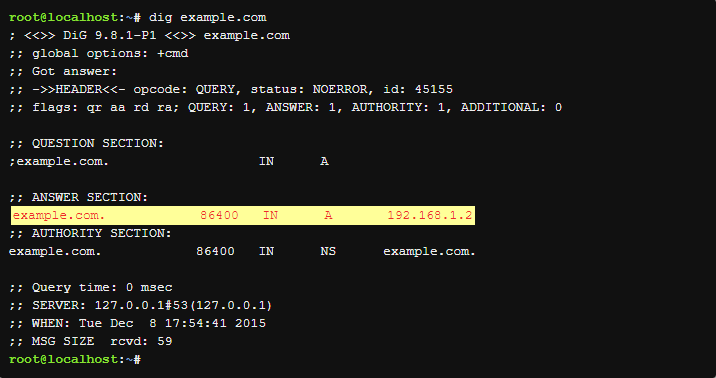 root@localhost:~# dig example.com
; <<>> DiG 9.8.1-P1 <<>> example.com
;; global options: +cmd
;; Got answer:
;; ->>HEADER<<- opcode: QUERY, status: NOERROR, id: 45155
;; flags: qr aa rd ra; QUERY: 1, ANSWER: 1, AUTHORITY: 1, ADDITIONAL: 0
;; QUESTION SECTION:
;example.com. IN A
;; ANSWER SECTION:
example.com. 86400 IN A 192.168.1.2
;; AUTHORITY SECTION:
example.com. 86400 IN NS example.com.
;; Query time: 0 msec
;; SERVER: 127.0.0.1#53(127.0.0.1)
;; WHEN: Tue Dec  8 17:54:41 2015
;; MSG SIZE  rcvd: 59
root@localhost:~#